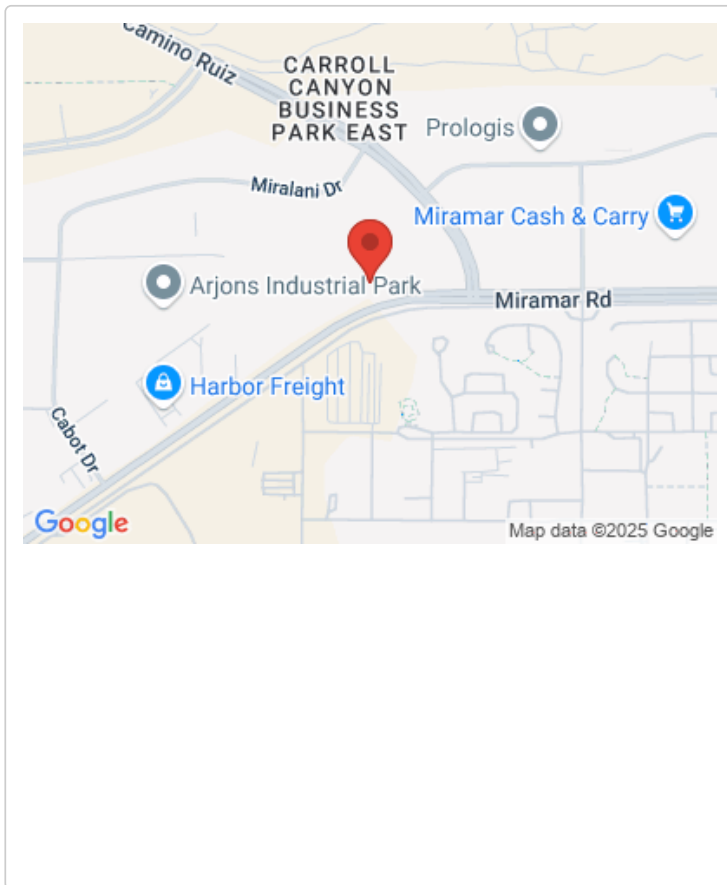 Camino Ruiz
CARROLL
CANYON
BUSINESS
PARK EAST
Prologis
Miralani Dr
Miramar Cash & Carry
Arjons Industrial Park
Miramar Rd
Harbor Freight
Cabot Dr
Google
Map data ©2025 Google